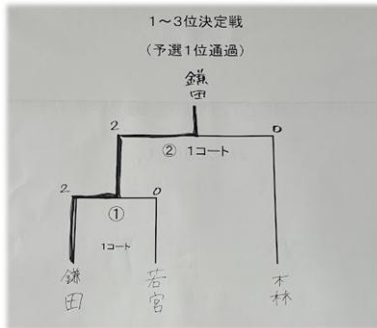 1～3位決定戦
(予選1位通過)
鎌田
2 0
② 1コート
2 0
①
1コート
鎌田 若宮 木林